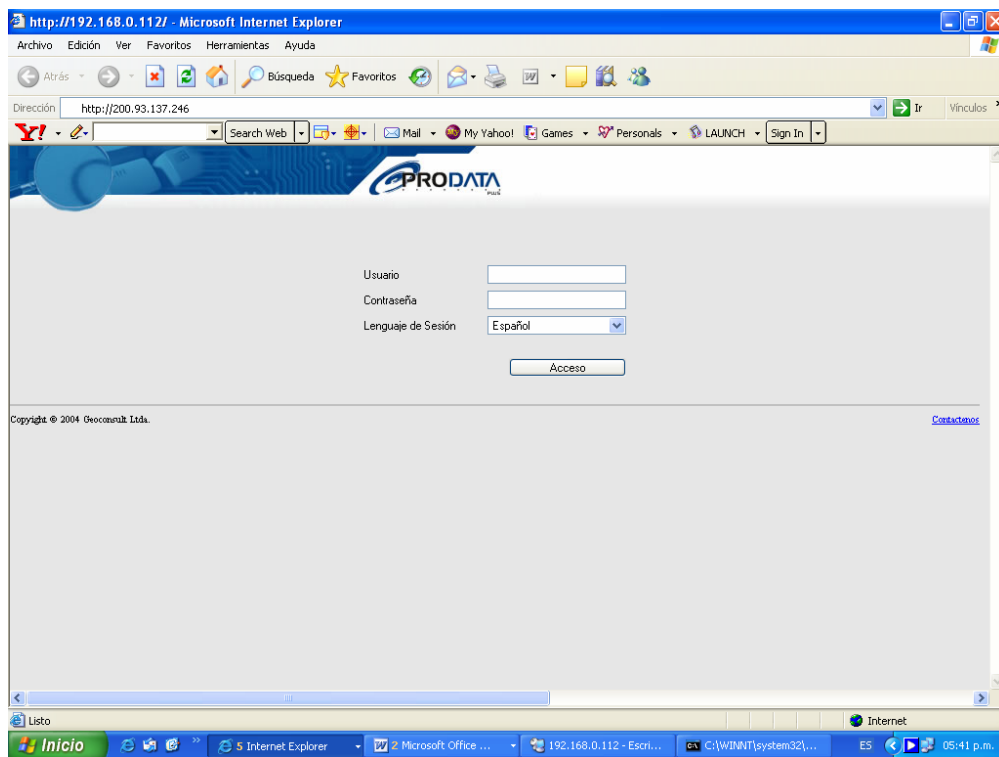 http://192.168.0.112/ - Microsoft Internet Explorer
Archivo Edición Ver Favoritos Herramientas Ayuda
Atrás Búsqueda Favoritos
Dirección http://200.93.137.246 Ir Vínculos »
Y! Search Web Mail My Yahoo! Games Personals LAUNCH Sign In
PRODATA
Usuario
Contraseña
Lenguaje de Sesión Español
Acceso
Copyright © 2004 Geoconsult Ltda. Contactenos
Listo Internet
Inicio » 5 Internet Explorer 2 Microsoft Office ... 192.168.0.112 - Escri... C:\WINNT\system32\... ES 05:41 p.m.